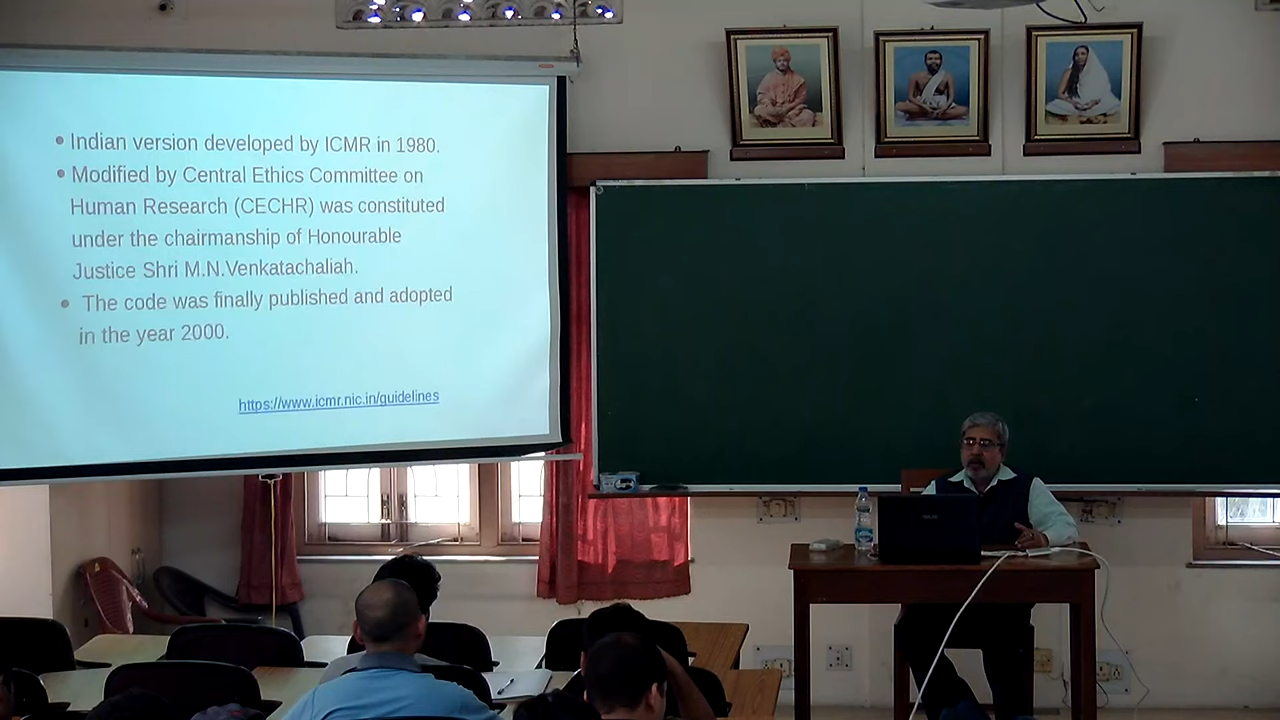 • Indian version developed by ICMR in 1980.
• Modified by Central Ethics Committee on
Human Research (CECHR) was constituted
under the chairmanship of Honourable
Justice Shri M.N.Venkatachaliah.
• The code was finally published and adopted
in the year 2000.
https://www.icmr.nic.in/guidelines